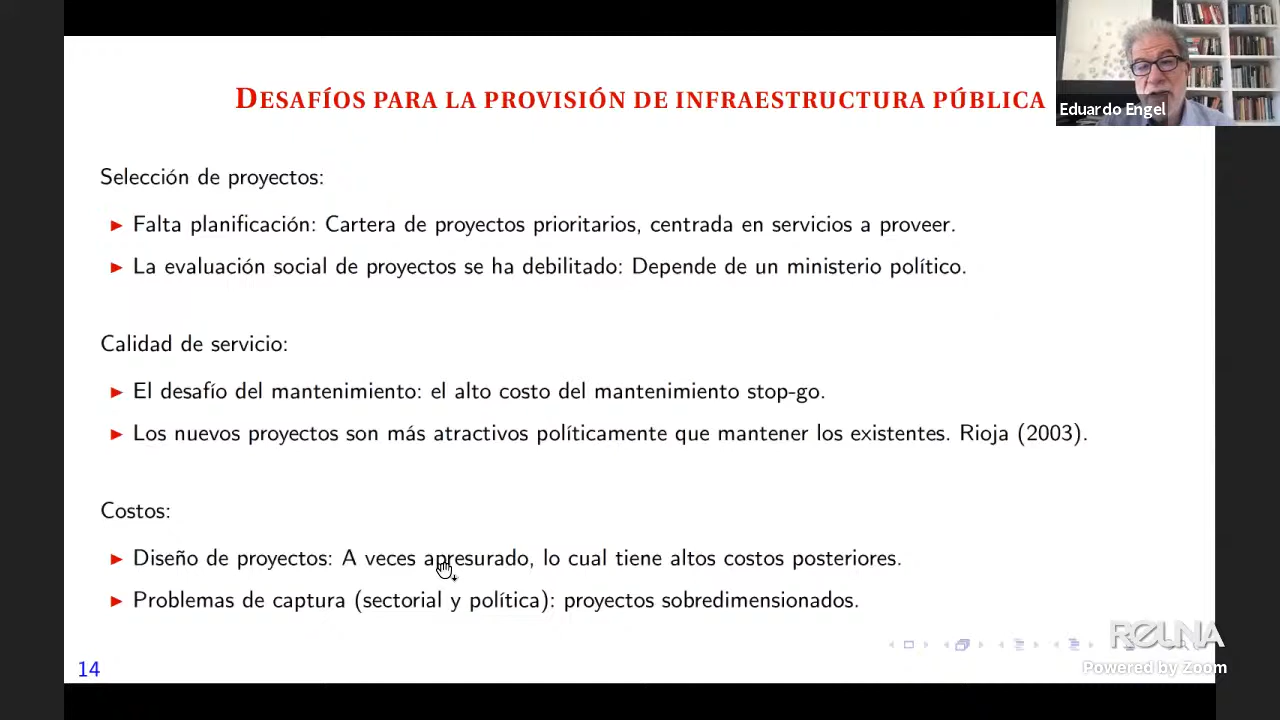 DESAFÍOS PARA LA PROVISIÓN DE INFRAESTRUCTURA PÚBLICA
Eduardo Engel
Selección de proyectos:
Falta planificación: Cartera de proyectos prioritarios, centrada en servicios a proveer.
La evaluación social de proyectos se ha debilitado: Depende de un ministerio político.
Calidad de servicio:
El desafío del mantenimiento: el alto costo del mantenimiento stop-go.
Los nuevos proyectos son más atractivos políticamente que mantener los existentes. Rioja (2003).
Costos:
Diseño de proyectos: A veces apresurado, lo cual tiene altos costos posteriores.
Problemas de captura (sectorial y política): proyectos sobredimensionados.
REUNA
Powered by Zoom
14